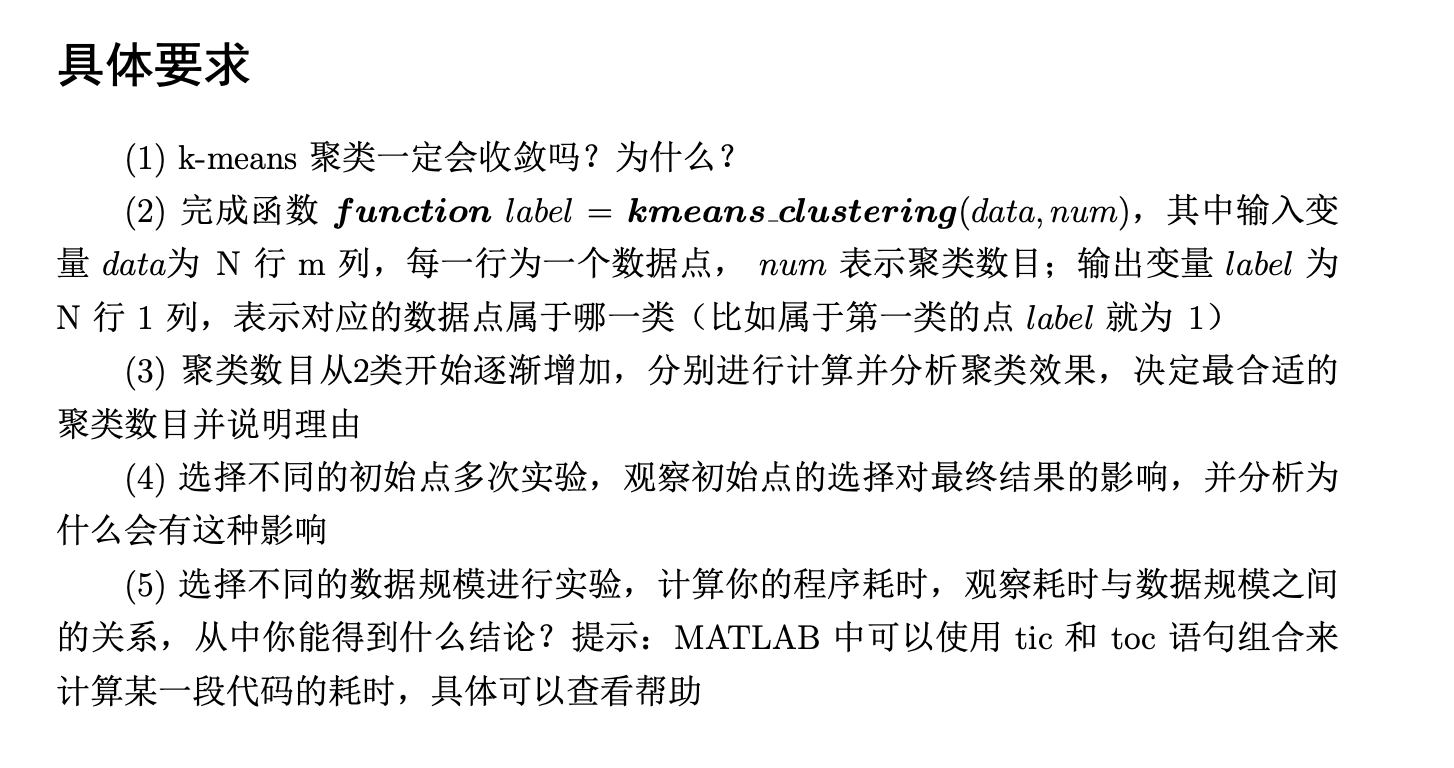 具体要求
(1) k-means 聚类一定会收敛吗？为什么？
(2) 完成函数 function label = kmeans_clustering(data, num)，其中输入变
量 data为 N 行 m 列，每一行为一个数据点， num 表示聚类数目；输出变量 label 为
N 行 1 列，表示对应的数据点属于哪一类（比如属于第一类的点 label 就为 1）
(3) 聚类数目从2类开始逐渐增加，分别进行计算并分析聚类效果，决定最合适的
聚类数目并说明理由
(4) 选择不同的初始点多次实验，观察初始点的选择对最终结果的影响，并分析为
什么会有这种影响
(5) 选择不同的数据规模进行实验，计算你的程序耗时，观察耗时与数据规模之间
的关系，从中你能得到什么结论？提示：MATLAB 中可以使用 tic 和 toc 语句组合来
计算某一段代码的耗时，具体可以查看帮助